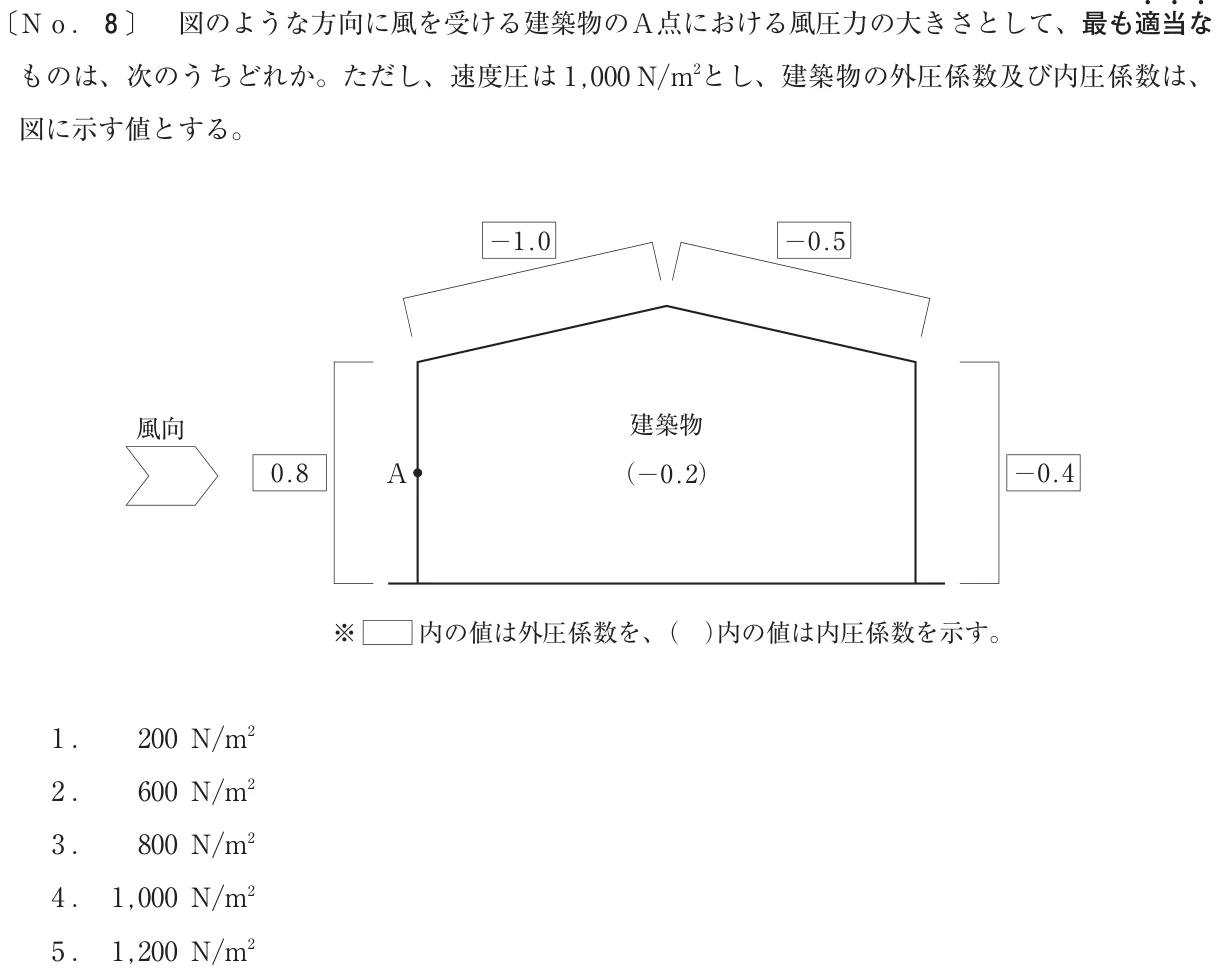 〔Ｎｏ． 8〕 図のような方向に風を受ける建築物のＡ点における風圧力の大きさとして、最も適当な
ものは、次のうちどれか。ただし、速度圧は 1,000 N/m²とし、建築物の外圧係数及び内圧係数は、
図に示す値とする。
－1.0
－0.5
風向
建築物
0.8
A
（－0.2）
－0.4
※ 内の値は外圧係数を、（ ）内の値は内圧係数を示す。
1． 200 N/m²
2． 600 N/m²
3． 800 N/m²
4． 1,000 N/m²
5． 1,200 N/m²